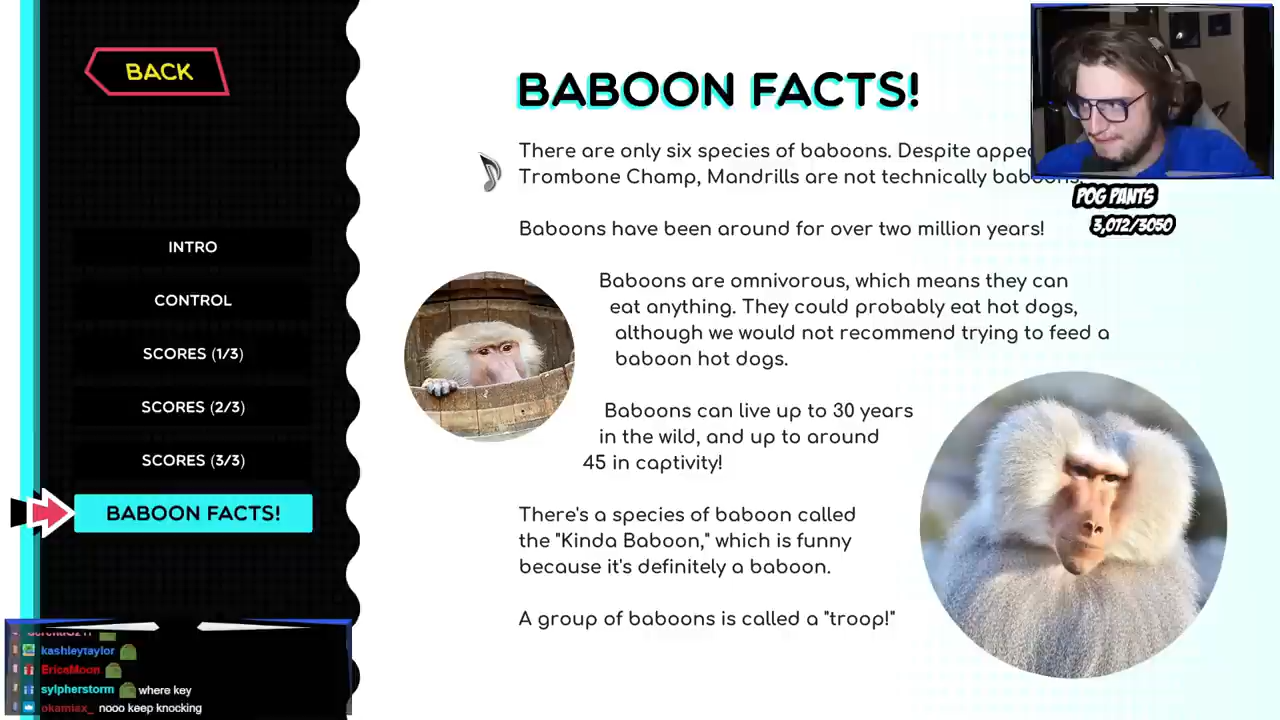 BACK
BABOON FACTS!
There are only six species of baboons. Despite
Trombone Champ, Mandrills are not technically baboons.
POG PANTS
3,072/3050
Baboons have been around for over two million years!
INTRO
CONTROL
SCORES (1/3)
SCORES (2/3)
SCORES (3/3)
BABOON FACTS!
Baboons are omnivorous, which means they can
eat anything. They could probably eat hot dogs,
although we would not recommend trying to feed a
baboon hot dogs.
Baboons can live up to 30 years
in the wild, and up to around
45 in captivity!
There's a species of baboon called
the "Kinda Baboon," which is funny
because it's definitely a baboon.
A group of baboons is called a "troop!"
kashleytaylor
EricaMoon
sylpherstorm where key
okamiax_ nooo keep knocking